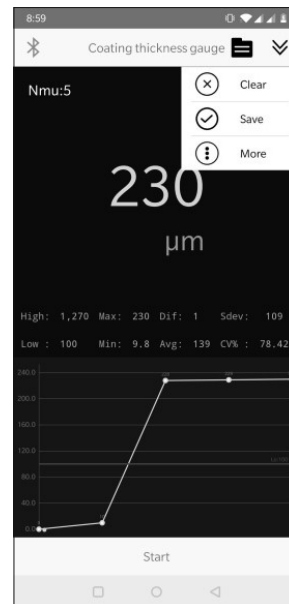 8:59
Coating thickness gauge
Clear
Nmu:5
Save
More
230
µm
High: 1,270 Max: 230 Dif: 1 Sdev: 109
Low : 100 Min: 9.8 Avg: 139 CV% : 78.42
240.0
200.0
160.0
120.0
80.0
40.0
0.0
Start